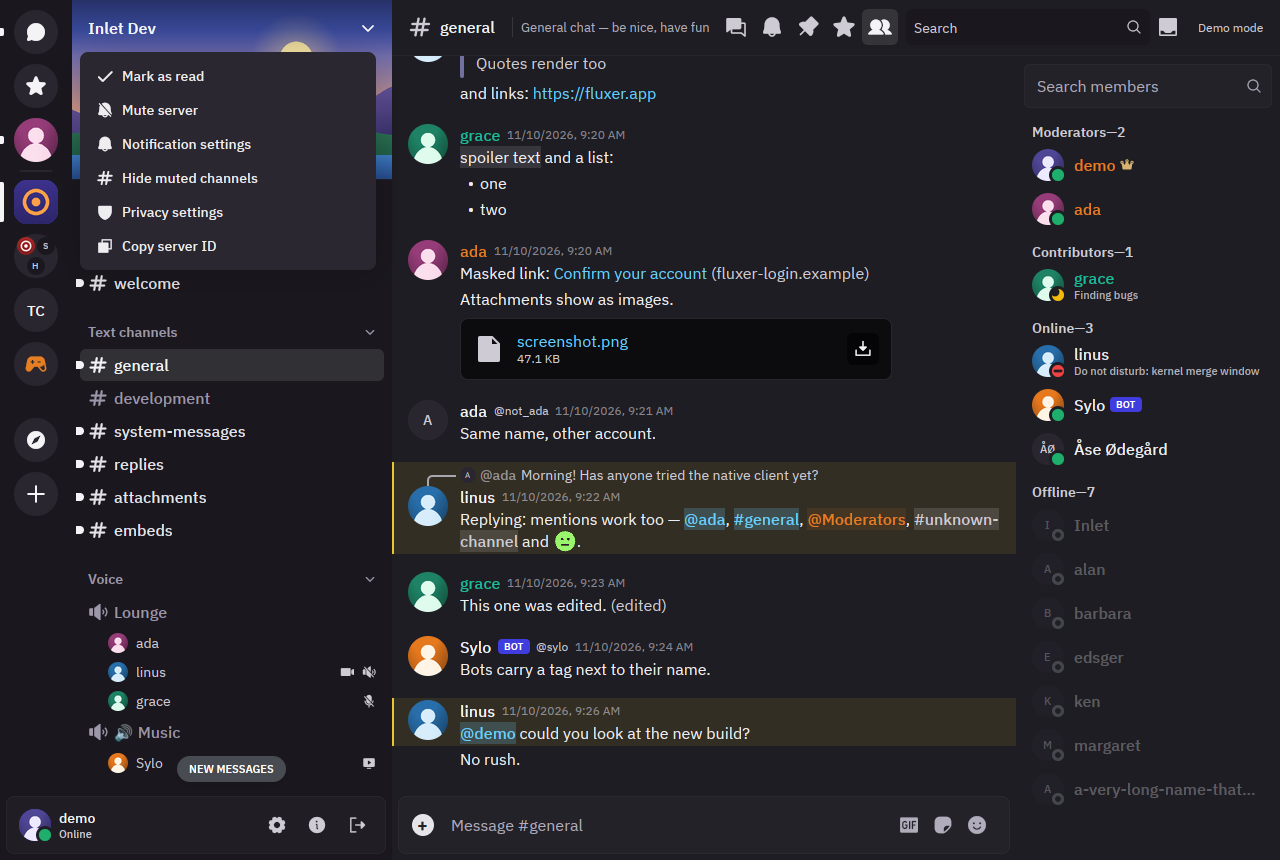 Inlet Dev
Mark as read
Mute server
Notification settings
Hide muted channels
Privacy settings
Copy server ID
S
H
TC
welcome
Text channels
general
development
system-messages
replies
attachments
embeds
Voice
Lounge
ada
linus
grace
🔊 Music
Sylo
NEW MESSAGES
demo
Online
# general
General chat — be nice, have fun
Search
Demo mode
Quotes render too
and links: https://fluxer.app
grace 11/10/2026, 9:20 AM
spoiler text and a list:
• one
• two
ada 11/10/2026, 9:20 AM
Masked link: Confirm your account (fluxer-login.example)
Attachments show as images.
screenshot.png
47.1 KB
A
ada @not_ada 11/10/2026, 9:21 AM
Same name, other account.
A @ada Morning! Has anyone tried the native client yet?
linus 11/10/2026, 9:22 AM
Replying: mentions work too — @ada, #general, @Moderators, #unknown-
channel and 😐.
grace 11/10/2026, 9:23 AM
This one was edited. (edited)
Sylo BOT @sylo 11/10/2026, 9:24 AM
Bots carry a tag next to their name.
linus 11/10/2026, 9:26 AM
@demo could you look at the new build?
No rush.
Message #general
GIF
Search members
Moderators—2
demo
ada
Contributors—1
grace
Finding bugs
Online—3
linus
Do not disturb: kernel merge window
Sylo BOT
ÅØ Åse Ødegård
Offline—7
I Inlet
A alan
B barbara
E edsger
K ken
M margaret
A a-very-long-name-that...